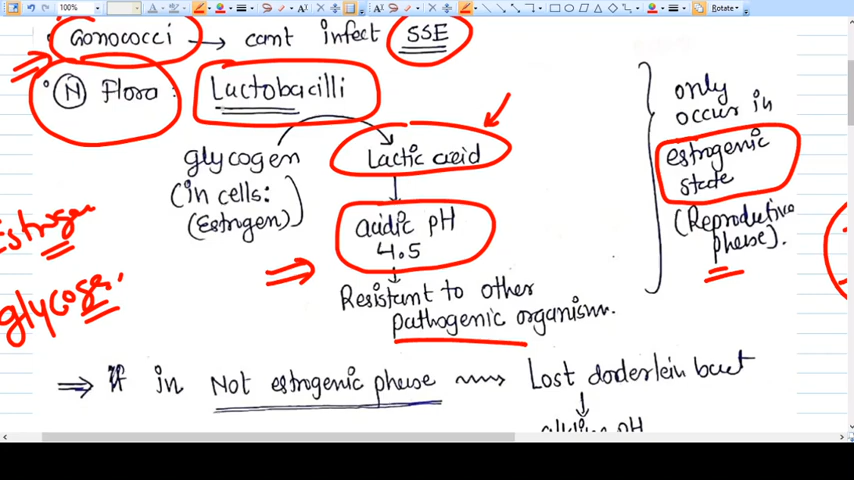 100%
Rotate
Gonococci → cant infect SSE
Ⓝ Flora : Lactobacilli
glycogen
Lactic acid
(in cells:
(Estrogen)
acidic pH
4.5
Resistant to other
pathogenic organism.
only
occur in
estrogenic
state
(Reproductive
phase).
Estrogen
glycogen
⇒ If in Not estrogenic phase ⇝ Lost doderlein bact